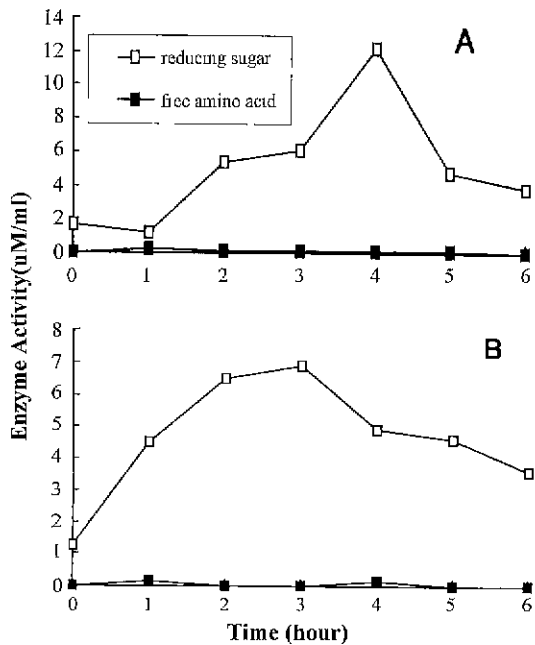 A
reducing sugar
free amino acid
14
12
10
8
6
4
2
0
0 1 2 3 4 5 6
Enzyme Activity(uM/ml)
B
8
7
6
5
4
3
2
1
0
0 1 2 3 4 5 6
Time (hour)